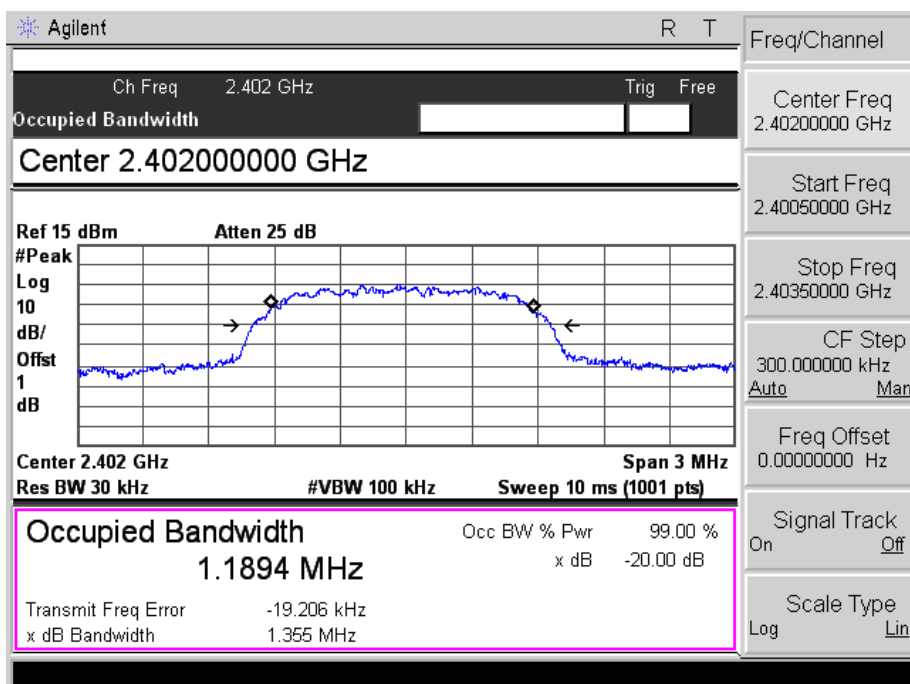 Agilent R T
Ch Freq 2.402 GHz Trig Free
Occupied Bandwidth
Center 2.402000000 GHz
Ref 15 dBm Atten 25 dB
#Peak
Log
10
dB/
Offst
1
dB
Center 2.402 GHz Span 3 MHz
Res BW 30 kHz #VBW 100 kHz Sweep 10 ms (1001 pts)
Occupied Bandwidth
1.1894 MHz
Occ BW % Pwr 99.00 %
x dB -20.00 dB
Transmit Freq Error -19.206 kHz
x dB Bandwidth 1.355 MHz
Freq/Channel
Center Freq
2.40200000 GHz
Start Freq
2.40050000 GHz
Stop Freq
2.40350000 GHz
CF Step
300.000000 kHz
Auto Man
Freq Offset
0.00000000 Hz
Signal Track
On Off
Scale Type
Log Lin